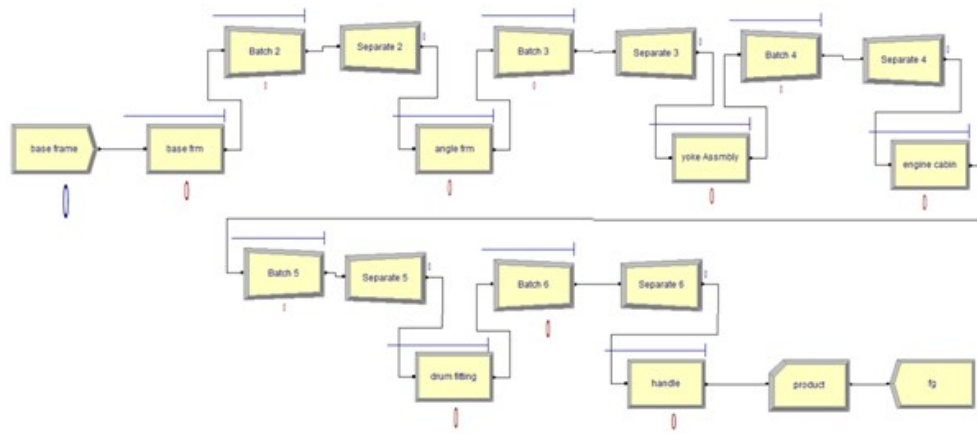 Batch 2
Separate 2
Batch 3
Separate 3
Batch 4
Separate 4
base frame
base frm
angle frm
yoke Assmbly
engine cabin
Batch 5
Separate 5
Batch 6
Separate 6
drum fitting
handle
product
fg